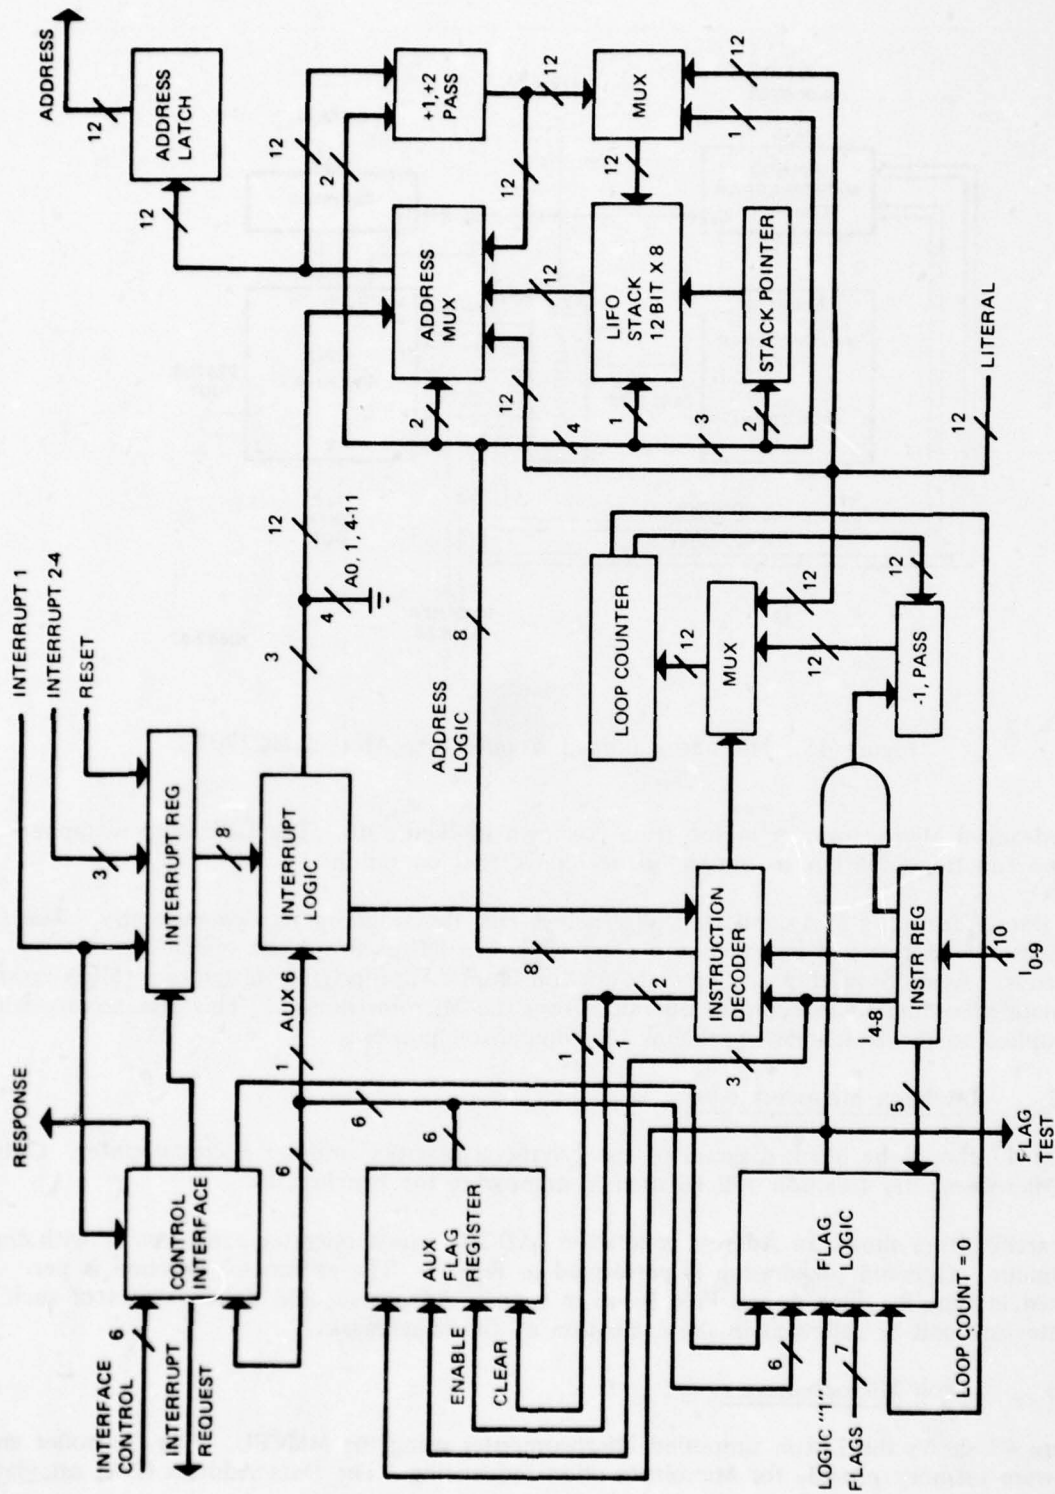 INTERFACE
CONTROL
6
INTERRUPT
REQUEST
CONTROL
INTERFACE
RESPONSE
INTERRUPT 1
INTERRUPT 2-4
RESET
3
INTERRUPT REG
8
INTERRUPT
LOGIC
AUX 6
1
6
6
6
3
12
4
A0, 1, 4-11
ADDRESS
12
ADDRESS
LATCH
12
AUX
FLAG
REGISTER
ENABLE
CLEAR
1
1
2
3
8
8
ADDRESS
LOGIC
12
2
+1,+2
PASS
12
12
ADDRESS
MUX
2
12
12
MUX
12
1
12
LIFO
STACK
12 BIT X 8
4
1
3
2
STACK POINTER
12
LITERAL
LOOP COUNTER
12
MUX
12
12
12
-1, PASS
INSTRUCTION
DECODER
INSTR REG
I4-8
10
I0-9
5
FLAG
LOGIC
6
LOGIC "1"
FLAGS
7
LOOP COUNT = 0
FLAG
TEST